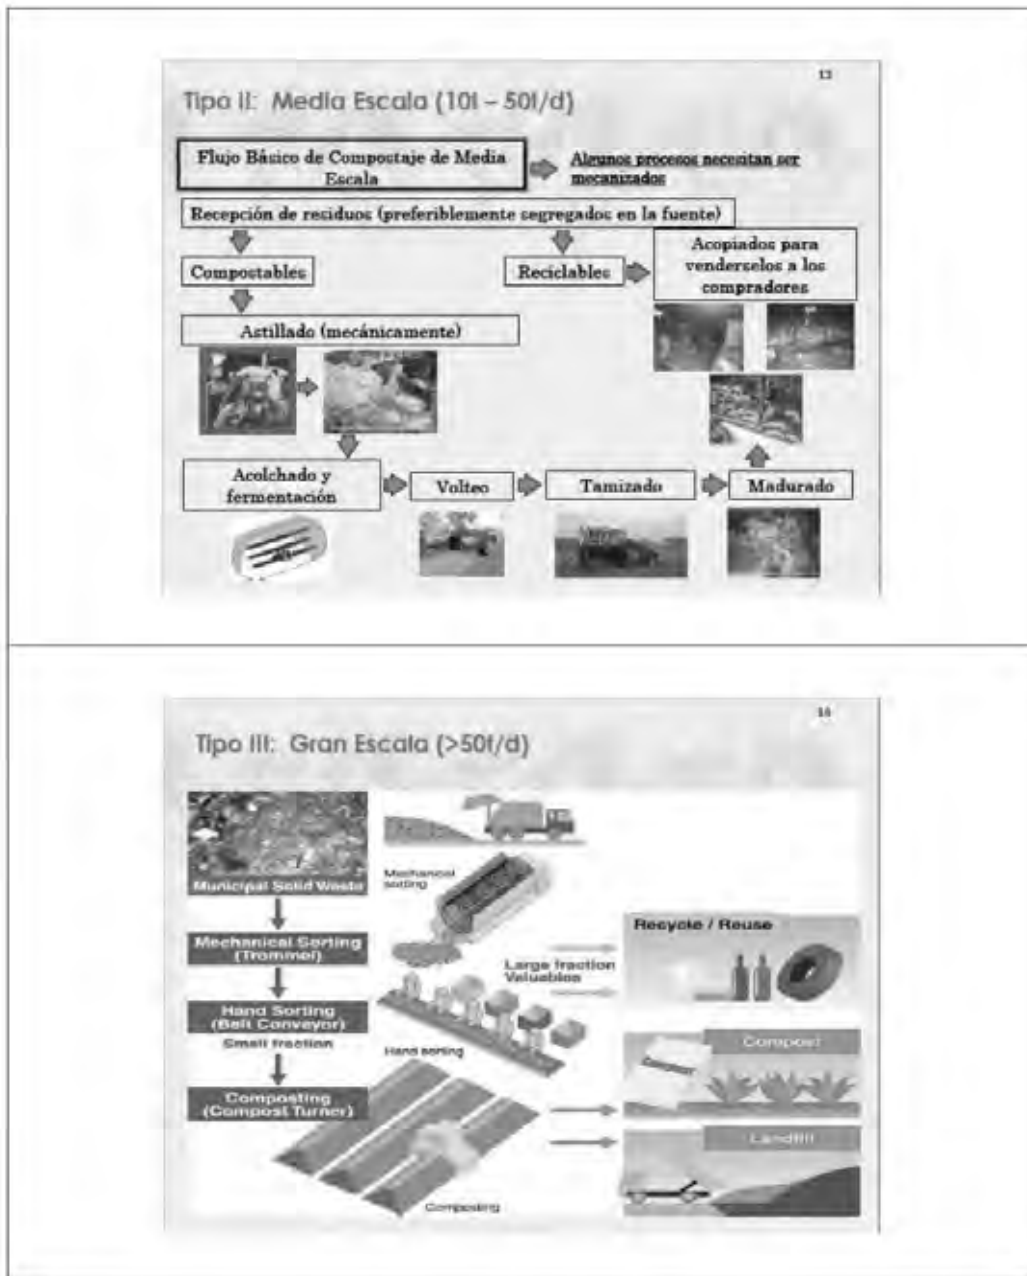 Tipo II: Media Escala (10t – 50t/d)
Flujo Básico de Compostaje de Media
Escala
Algunos procesos necesitan ser
mecanizados
Recepción de residuos (preferiblemente segregados en la fuente)
Compostables
Reciclables
Acopiados para
venderselos a los
compradores
Astillado (mecánicamente)
Acolchado y
fermentación
Volteo
Tamizado
Madurado
Tipo III: Gran Escala (>50t/d)
Municipal Solid Waste
Mechanical Sorting
(Trommel)
Hand Sorting
(Belt Conveyor)
Small fraction
Composting
(Compost Turner)
Mechanical
sorting
Large fraction
Valuables
Hand sorting
Composting
Recycle / Reuse
Compost
Landfill